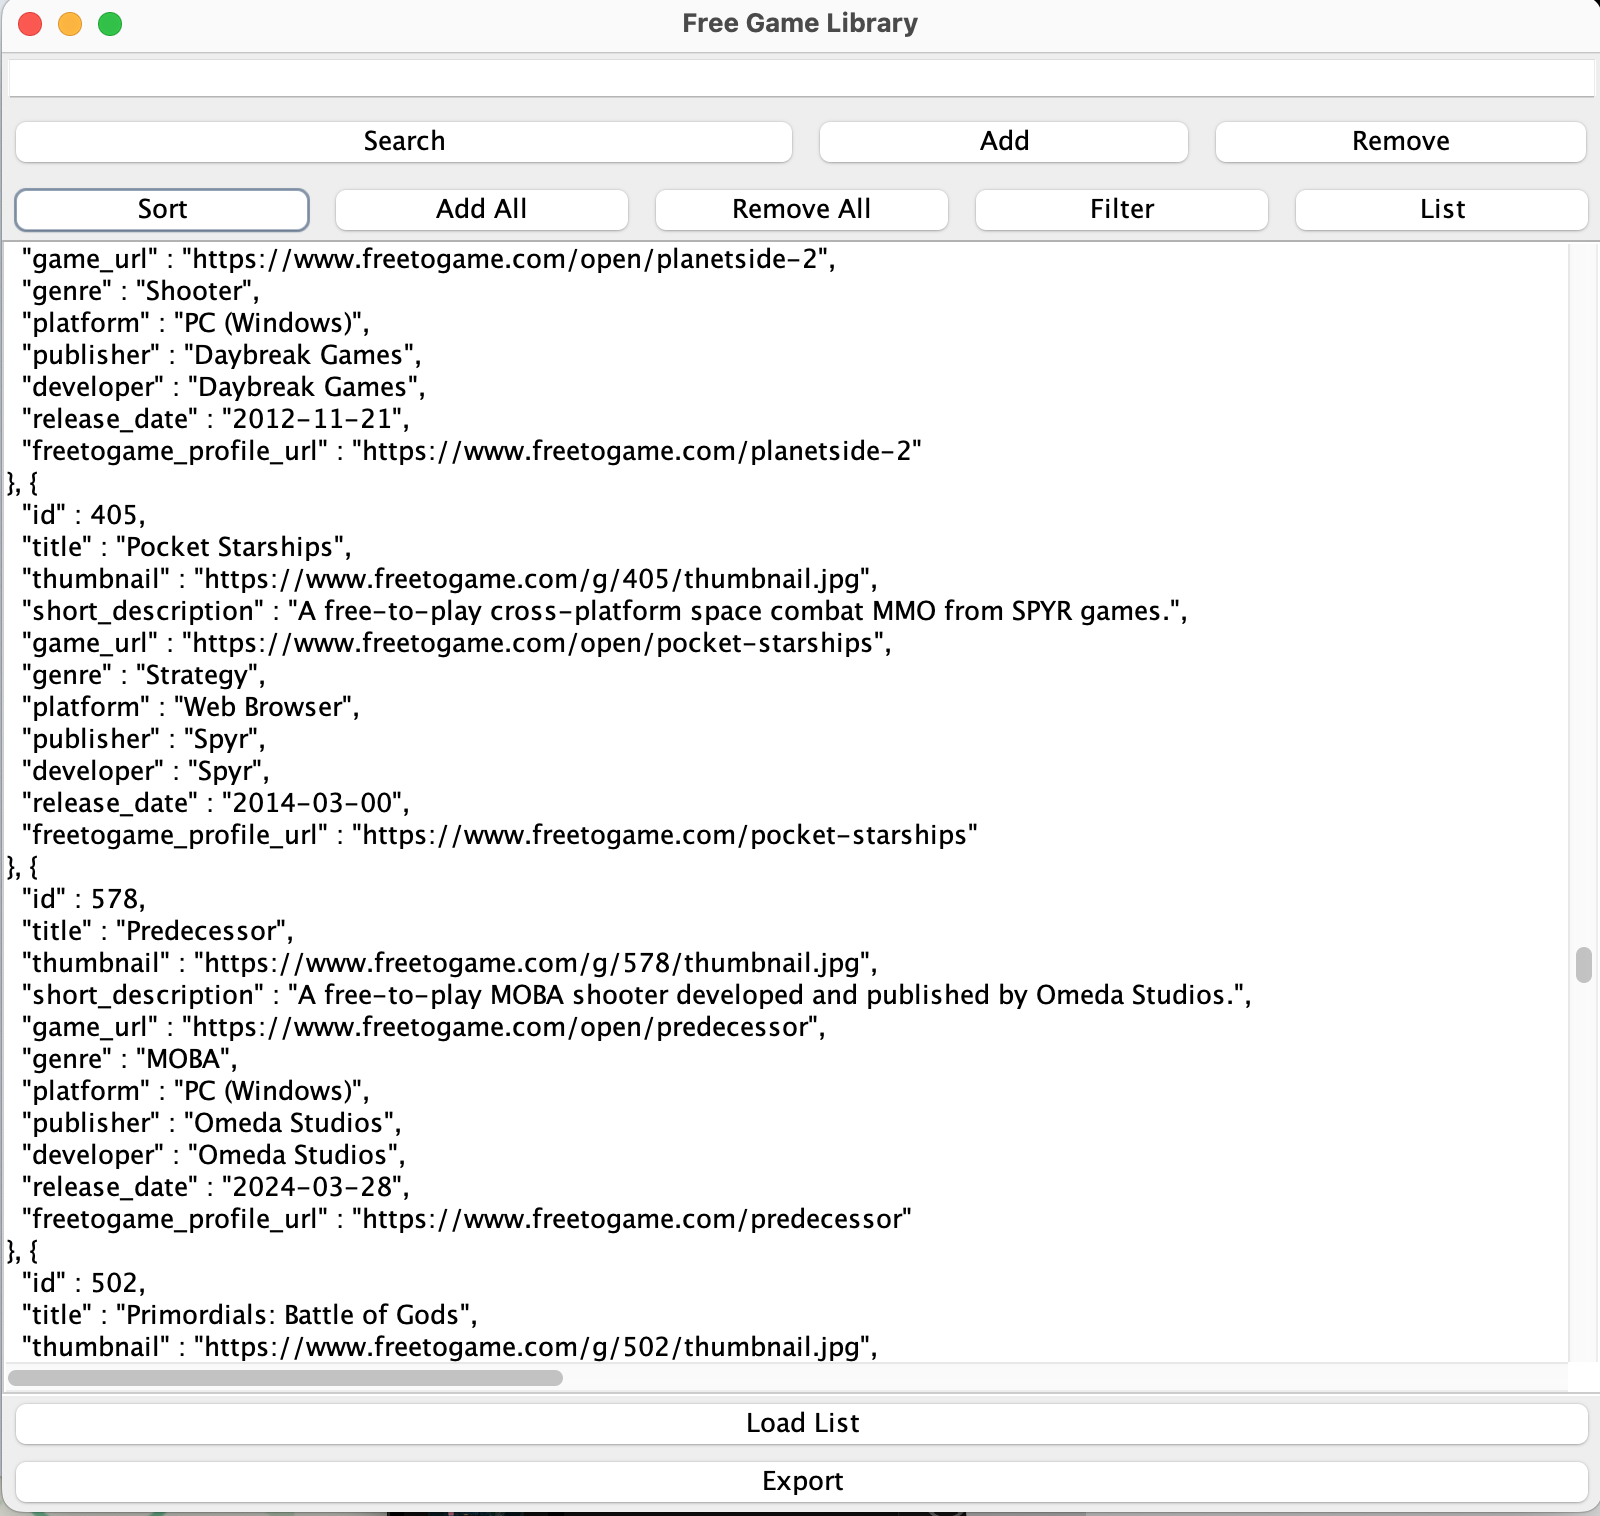 Free Game Library
Search Add Remove
Sort Add All Remove All Filter List
"game_url" : "https://www.freetogame.com/open/planetside-2",
"genre" : "Shooter",
"platform" : "PC (Windows)",
"publisher" : "Daybreak Games",
"developer" : "Daybreak Games",
"release_date" : "2012-11-21",
"freetogame_profile_url" : "https://www.freetogame.com/planetside-2"
}, {
"id" : 405,
"title" : "Pocket Starships",
"thumbnail" : "https://www.freetogame.com/g/405/thumbnail.jpg",
"short_description" : "A free-to-play cross-platform space combat MMO from SPYR games.",
"game_url" : "https://www.freetogame.com/open/pocket-starships",
"genre" : "Strategy",
"platform" : "Web Browser",
"publisher" : "Spyr",
"developer" : "Spyr",
"release_date" : "2014-03-00",
"freetogame_profile_url" : "https://www.freetogame.com/pocket-starships"
}, {
"id" : 578,
"title" : "Predecessor",
"thumbnail" : "https://www.freetogame.com/g/578/thumbnail.jpg",
"short_description" : "A free-to-play MOBA shooter developed and published by Omeda Studios.",
"game_url" : "https://www.freetogame.com/open/predecessor",
"genre" : "MOBA",
"platform" : "PC (Windows)",
"publisher" : "Omeda Studios",
"developer" : "Omeda Studios",
"release_date" : "2024-03-28",
"freetogame_profile_url" : "https://www.freetogame.com/predecessor"
}, {
"id" : 502,
"title" : "Primordials: Battle of Gods",
"thumbnail" : "https://www.freetogame.com/g/502/thumbnail.jpg",
Load List
Export